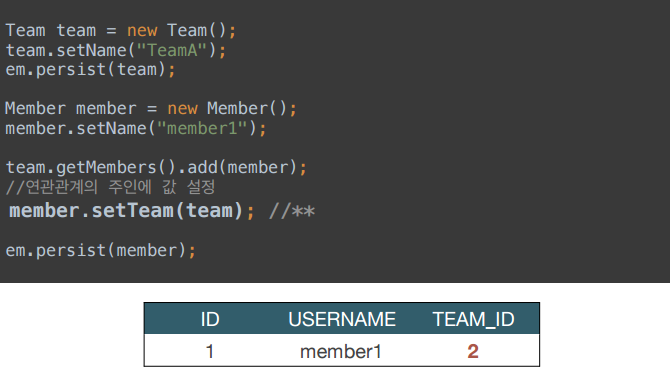 Team team = new Team();
team.setName("TeamA");
em.persist(team);
Member member = new Member();
member.setName("member1");
team.getMembers().add(member);
//연관관계의 주인에 값 설정
member.setTeam(team); //**
em.persist(member);
ID USERNAME TEAM_ID
1 member1 2